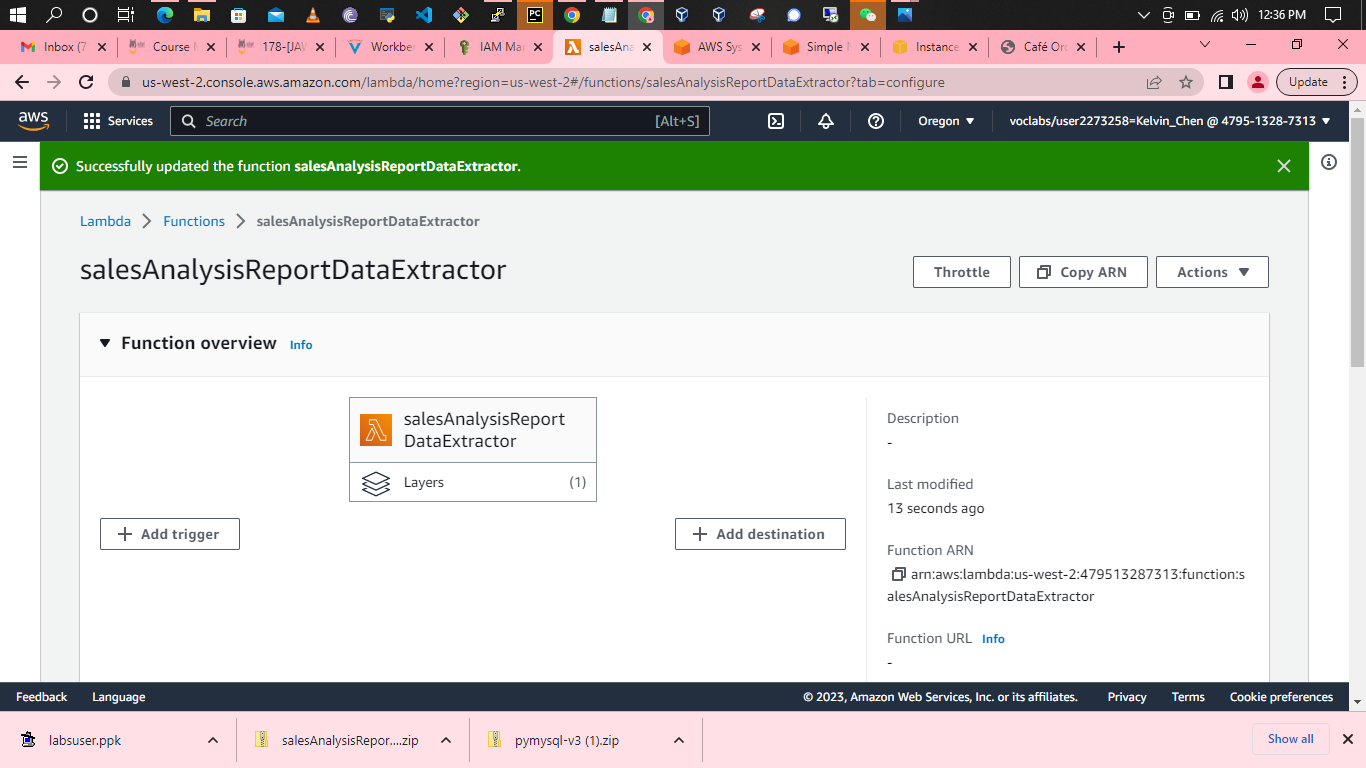 12:36 PM
Inbox (7
Course M
178-[JAV
Workben
IAM Man
salesAna
AWS Sys
Simple N
Instance
Café Ord
us-west-2.console.aws.amazon.com/lambda/home?region=us-west-2#/functions/salesAnalysisReportDataExtractor?tab=configure
Update
aws
Services
Search
[Alt+S]
Oregon
voclabs/user2273258=Kelvin_Chen @ 4795-1328-7313
Successfully updated the function salesAnalysisReportDataExtractor.
Lambda
Functions
salesAnalysisReportDataExtractor
salesAnalysisReportDataExtractor
Throttle
Copy ARN
Actions
Function overview
Info
salesAnalysisReport
DataExtractor
Layers
(1)
Add trigger
Add destination
Description
-
Last modified
13 seconds ago
Function ARN
arn:aws:lambda:us-west-2:479513287313:function:s
alesAnalysisReportDataExtractor
Function URL
Info
-
Feedback
Language
© 2023, Amazon Web Services, Inc. or its affiliates.
Privacy
Terms
Cookie preferences
labsuser.ppk
salesAnalysisRepor....zip
pymysql-v3 (1).zip
Show all